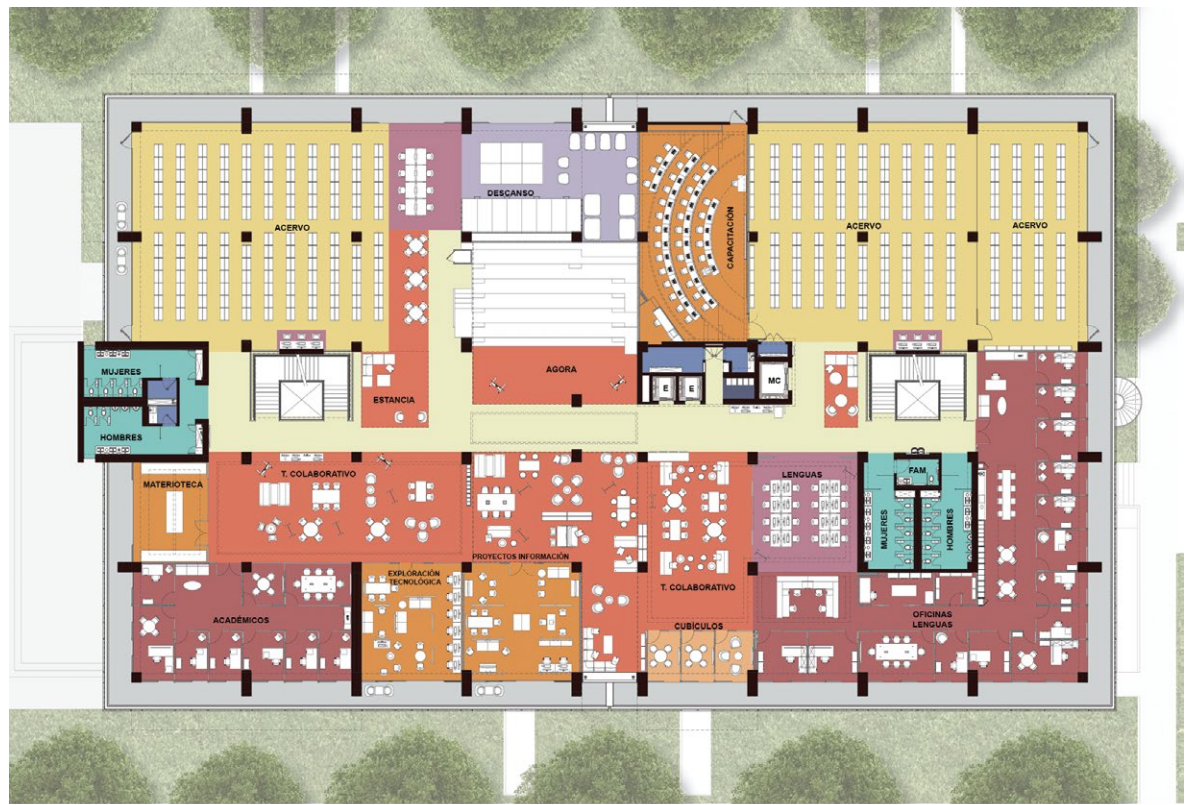 DESCANSO
ACERVO
CAPACITACIÓN
ACERVO
ACERVO
MUJERES
HOMBRES
ESTANCIA
AGORA
E
E
MC
T. COLABORATIVO
MATERIOTECA
PROYECTOS INFORMACIÓN
LENGUAS
FAM.
MUJERES
HOMBRES
EXPLORACIÓN
TECNOLÓGICA
T. COLABORATIVO
ACADÉMICOS
CUBÍCULOS
OFICINAS
LENGUAS